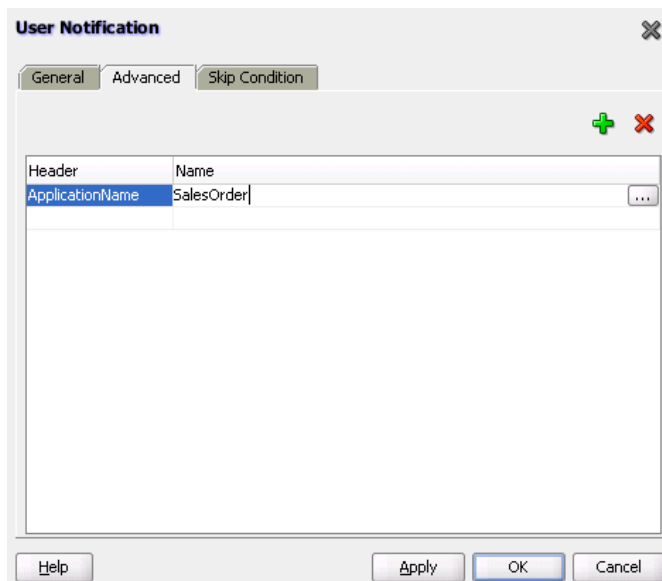 User Notification
General Advanced Skip Condition
Header Name
ApplicationName SalesOrder ...
Help Apply OK Cancel